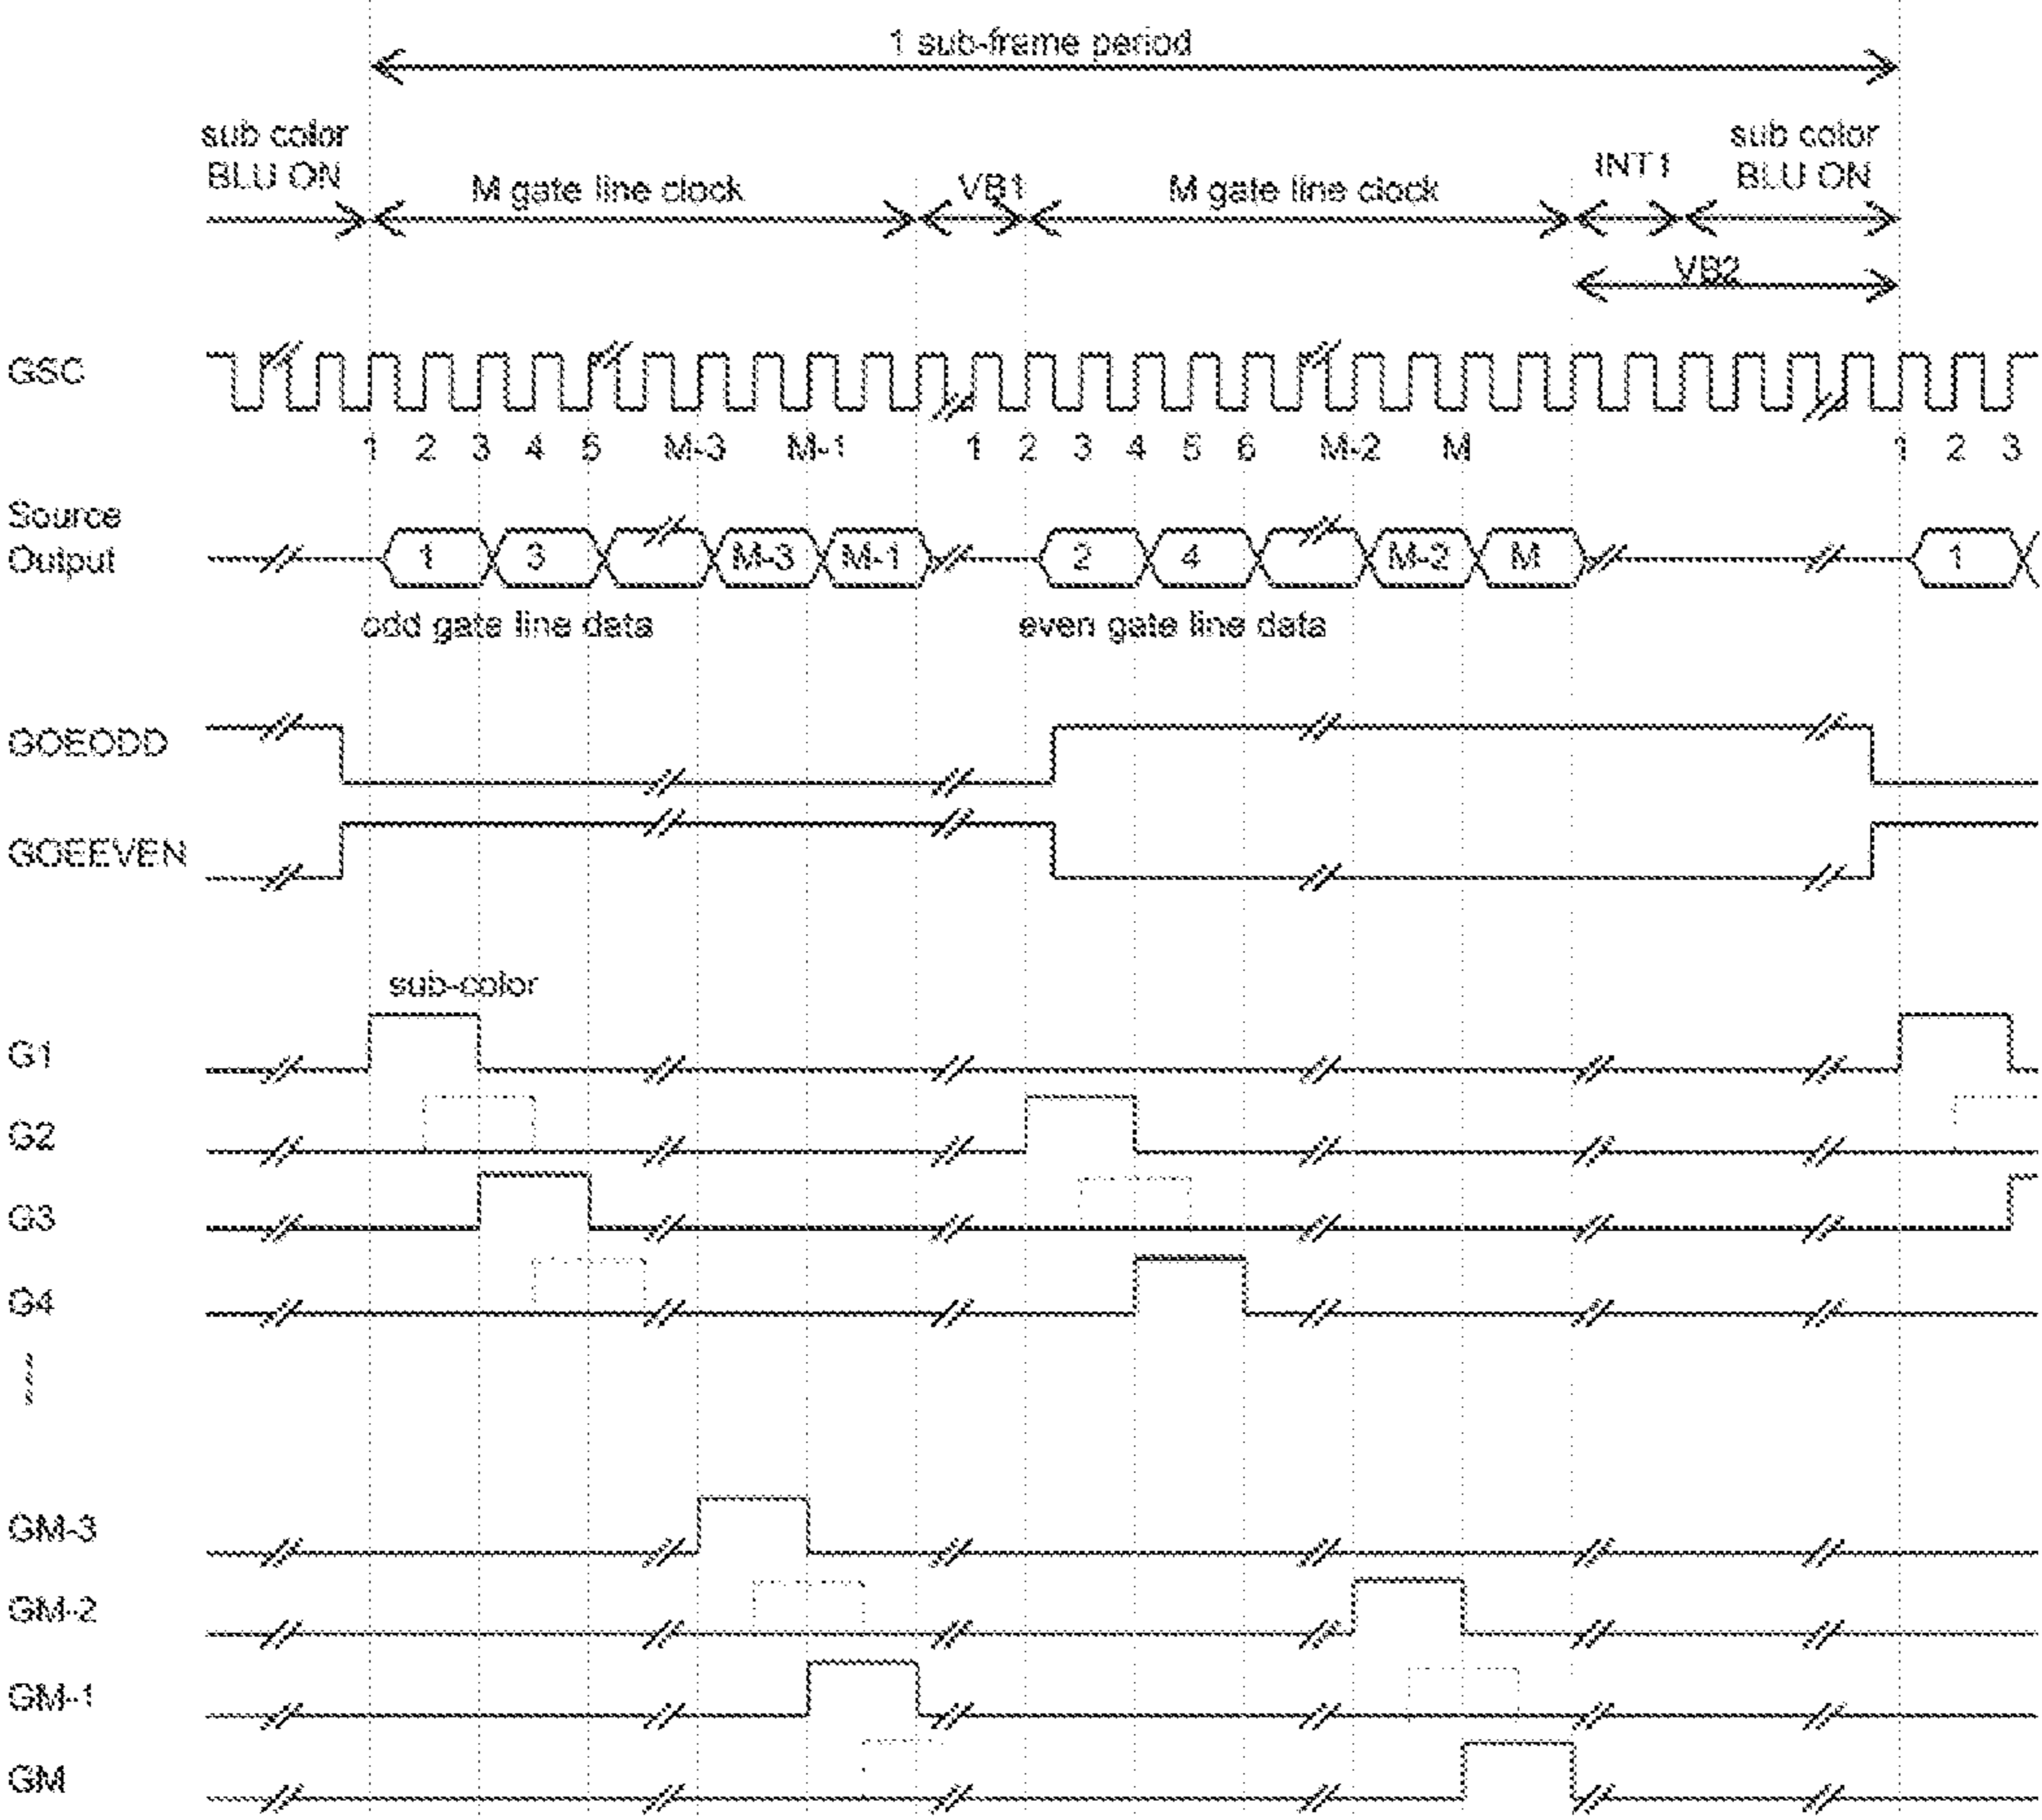 1 sub-frame period
sub color
BLU ON
M gate line clock
VB1
M gate line clock
INT1
sub color
BLU ON
VB2
GSC
1 2 3 4 5 M-3 M-1 1 2 3 4 5 6 M-2 M 1 2 3
Source
Output
1 3 M-3 M-1 2 4 M-2 M 1
odd gate line data
even gate line data
GOEODD
GOEEVEN
sub-color
G1
G2
G3
G4
GM-3
GM-2
GM-1
GM